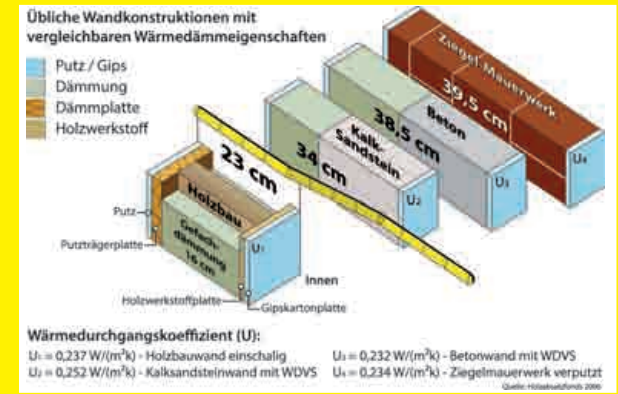 Übliche Wandkonstruktionen mit
vergleichbaren Wärmedämmeigenschaften
Putz / Gips
Dämmung
Dämmplatte
Holzwerkstoff
Ziegel-Mauerwerk
39,5 cm
U₄
Beton
38,5 cm
U₃
Kalk-
Sandstein
34 cm
U₂
23 cm
Holzbau
Gefach-
dämmung
16 cm
U₁
Putz
Putzträgerplatte
Innen
Holzwerkstoffplatte
Gipskartonplatte
Wärmedurchgangskoeffizient (U):
U₁ = 0,237 W/(m²k) - Holzbauwand einschalig
U₂ = 0,252 W/(m²k) - Kalksandsteinwand mit WDVS
U₃ = 0,232 W/(m²k) - Betonwand mit WDVS
U₄ = 0,234 W/(m²k) - Ziegelmauerwerk verputzt
Quelle: Holzabsatzfonds 2006